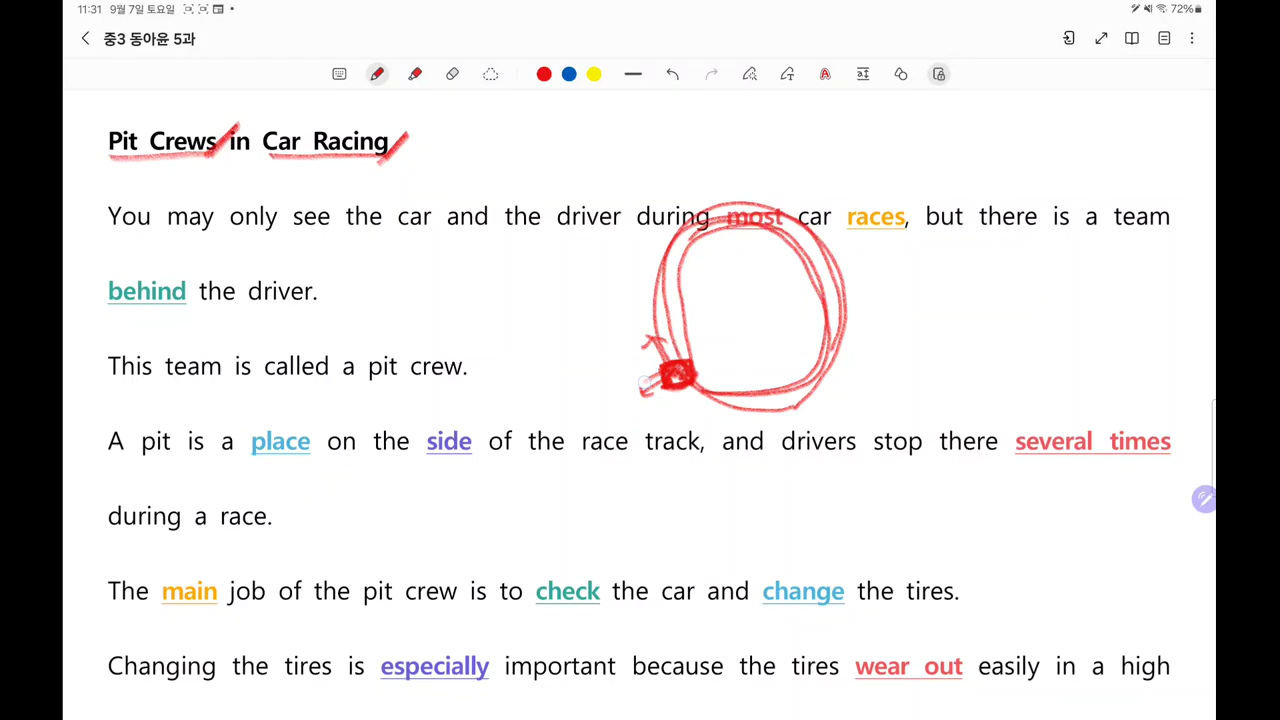 11:31 9월 7일 토요일 72%
중3 동아윤 5과
Pit Crews in Car Racing
You may only see the car and the driver during most car races, but there is a team
behind the driver.
This team is called a pit crew.
A pit is a place on the side of the race track, and drivers stop there several times
during a race.
The main job of the pit crew is to check the car and change the tires.
Changing the tires is especially important because the tires wear out easily in a high